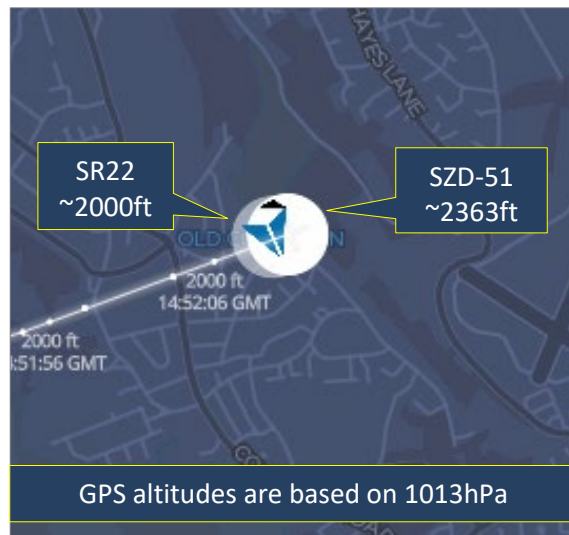 HAYES LANE
SR22
~2000ft
SZD-51
~2363ft
OLD
2000 ft
14:52:06 GMT
2000 ft
:51:56 GMT
GPS altitudes are based on 1013hPa